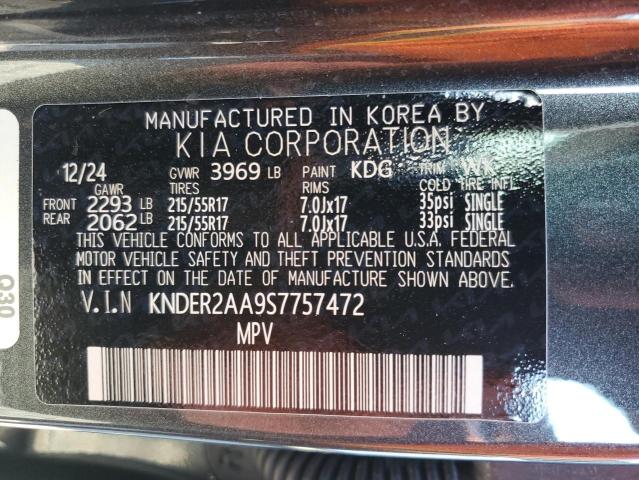 MANUFACTURED IN KOREA BY
KIA CORPORATION
12/24 GVWR 3969 LB PAINT KDG TRIM WK
GAWR TIRES RIMS COLD TIRE INFL
FRONT 2293 LB 215/55R17 7.0Jx17 35psi SINGLE
REAR 2062 LB 215/55R17 7.0Jx17 33psi SINGLE
THIS VEHICLE CONFORMS TO ALL APPLICABLE U.S.A. FEDERAL
MOTOR VEHICLE SAFETY AND THEFT PREVENTION STANDARDS
IN EFFECT ON THE DATE OF MANUFACTURE SHOWN ABOVE.
V.I.N KNDER2AA9S7757472
MPV
Q30